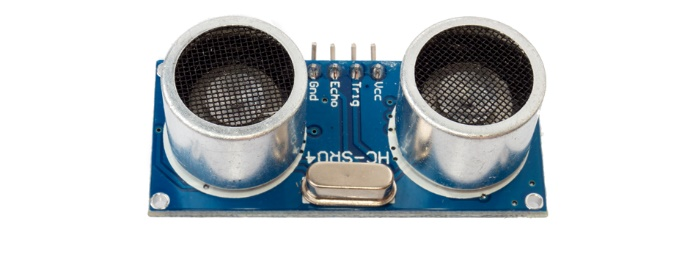 Vcc
Trig
Echo
Gnd
HC-SR04